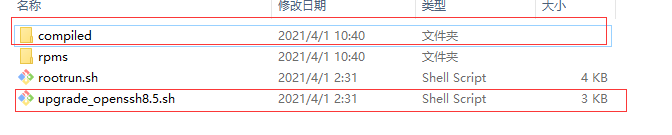 名称 修改日期 类型 大小
compiled 2021/4/1 10:40 文件夹
rpms 2021/4/1 10:40 文件夹
rootrun.sh 2021/4/1 2:31 Shell Script 4 KB
upgrade_openssh8.5.sh 2021/4/1 2:31 Shell Script 3 KB